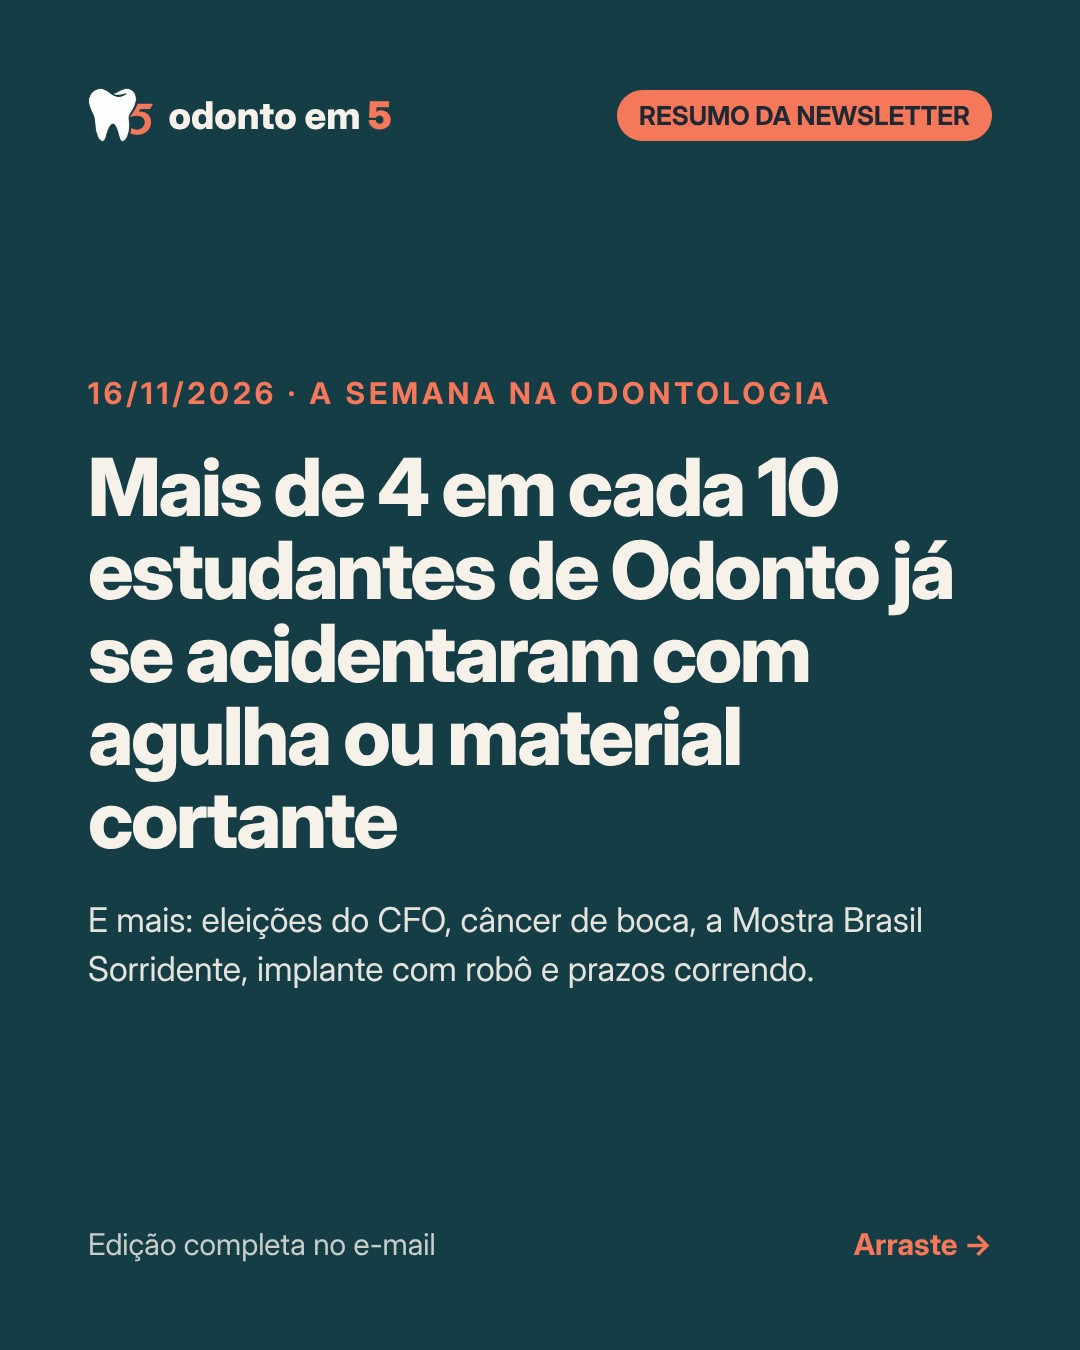 5 odonto em 5
RESUMO DA NEWSLETTER
16/11/2026 · A SEMANA NA ODONTOLOGIA
Mais de 4 em cada 10
estudantes de Odonto já
se acidentaram com
agulha ou material
cortante
E mais: eleições do CFO, câncer de boca, a Mostra Brasil
Sorridente, implante com robô e prazos correndo.
Edição completa no e-mail
Arraste →